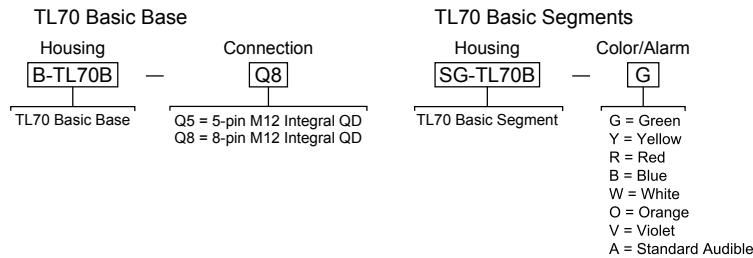 TL70 Basic Base
Housing Connection
B-TL70B — Q8
TL70 Basic Base
Q5 = 5-pin M12 Integral QD
Q8 = 8-pin M12 Integral QD
TL70 Basic Segments
Housing Color/Alarm
SG-TL70B — G
TL70 Basic Segment
G = Green
Y = Yellow
R = Red
B = Blue
W = White
O = Orange
V = Violet
A = Standard Audible